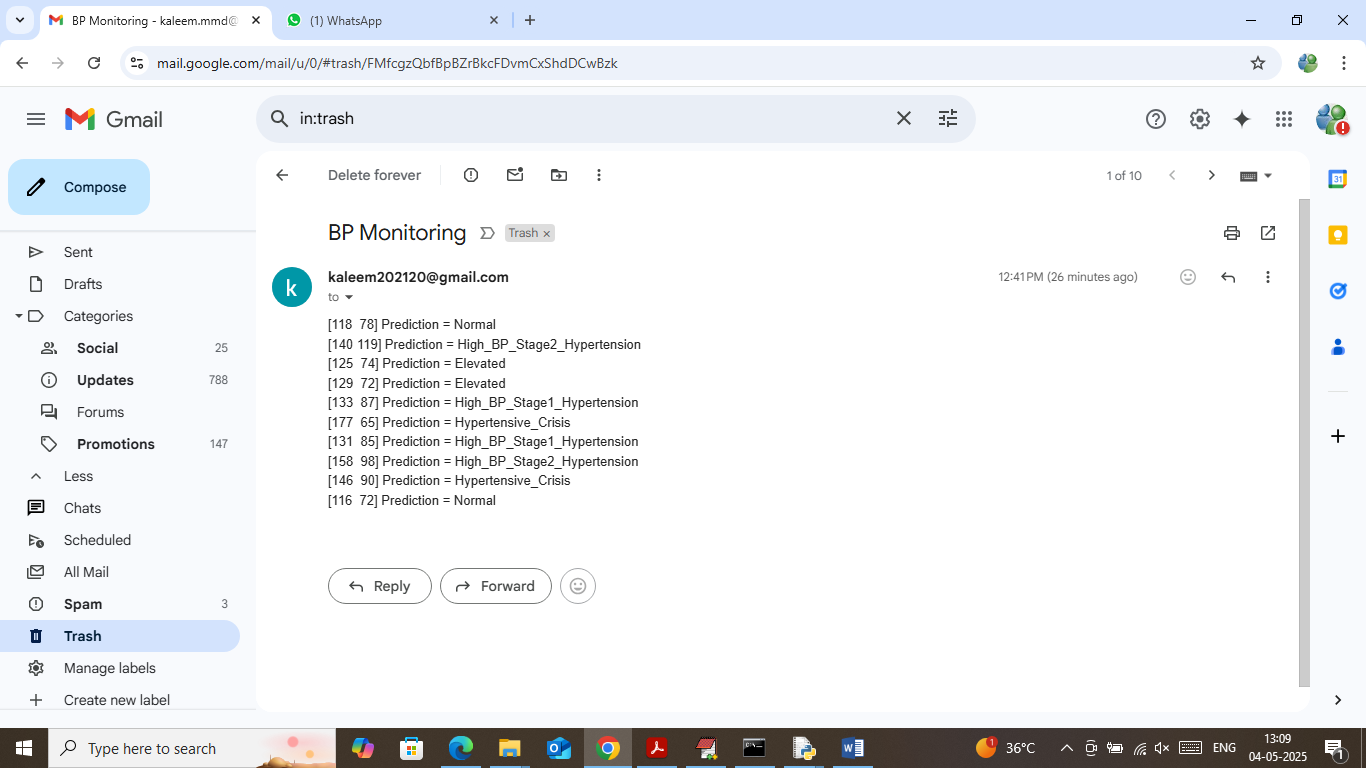 BP Monitoring - kaleem.mmd@
(1) WhatsApp
mail.google.com/mail/u/0/#trash/FMfcgzQbfBpBZrBkcFDvmCxShdDCwBzk
Gmail
in:trash
Compose
Delete forever
1 of 10
Sent
Drafts
Categories
Social 25
Updates 788
Forums
Promotions 147
Less
Chats
Scheduled
All Mail
Spam 3
Trash
Manage labels
Create new label
BP Monitoring
Trash ×
k
kaleem202120@gmail.com
12:41 PM (26 minutes ago)
to
[118 78] Prediction = Normal
[140 119] Prediction = High_BP_Stage2_Hypertension
[125 74] Prediction = Elevated
[129 72] Prediction = Elevated
[133 87] Prediction = High_BP_Stage1_Hypertension
[177 65] Prediction = Hypertensive_Crisis
[131 85] Prediction = High_BP_Stage1_Hypertension
[158 98] Prediction = High_BP_Stage2_Hypertension
[146 90] Prediction = Hypertensive_Crisis
[116 72] Prediction = Normal
Reply
Forward
31
Type here to search
1
36°C
ENG
13:09
04-05-2025
1